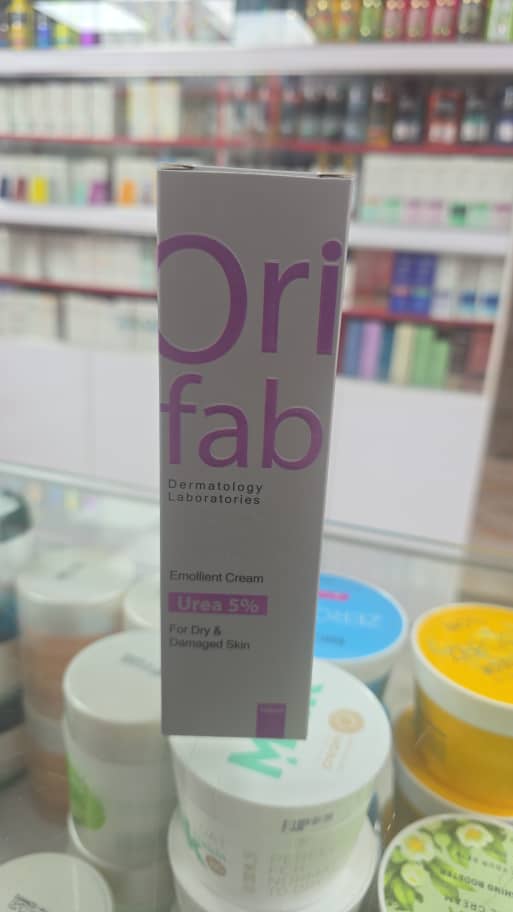 Ori
fab
Dermatology
Laboratories
Emollient Cream
Urea 5%
For Dry &
Damaged Skin